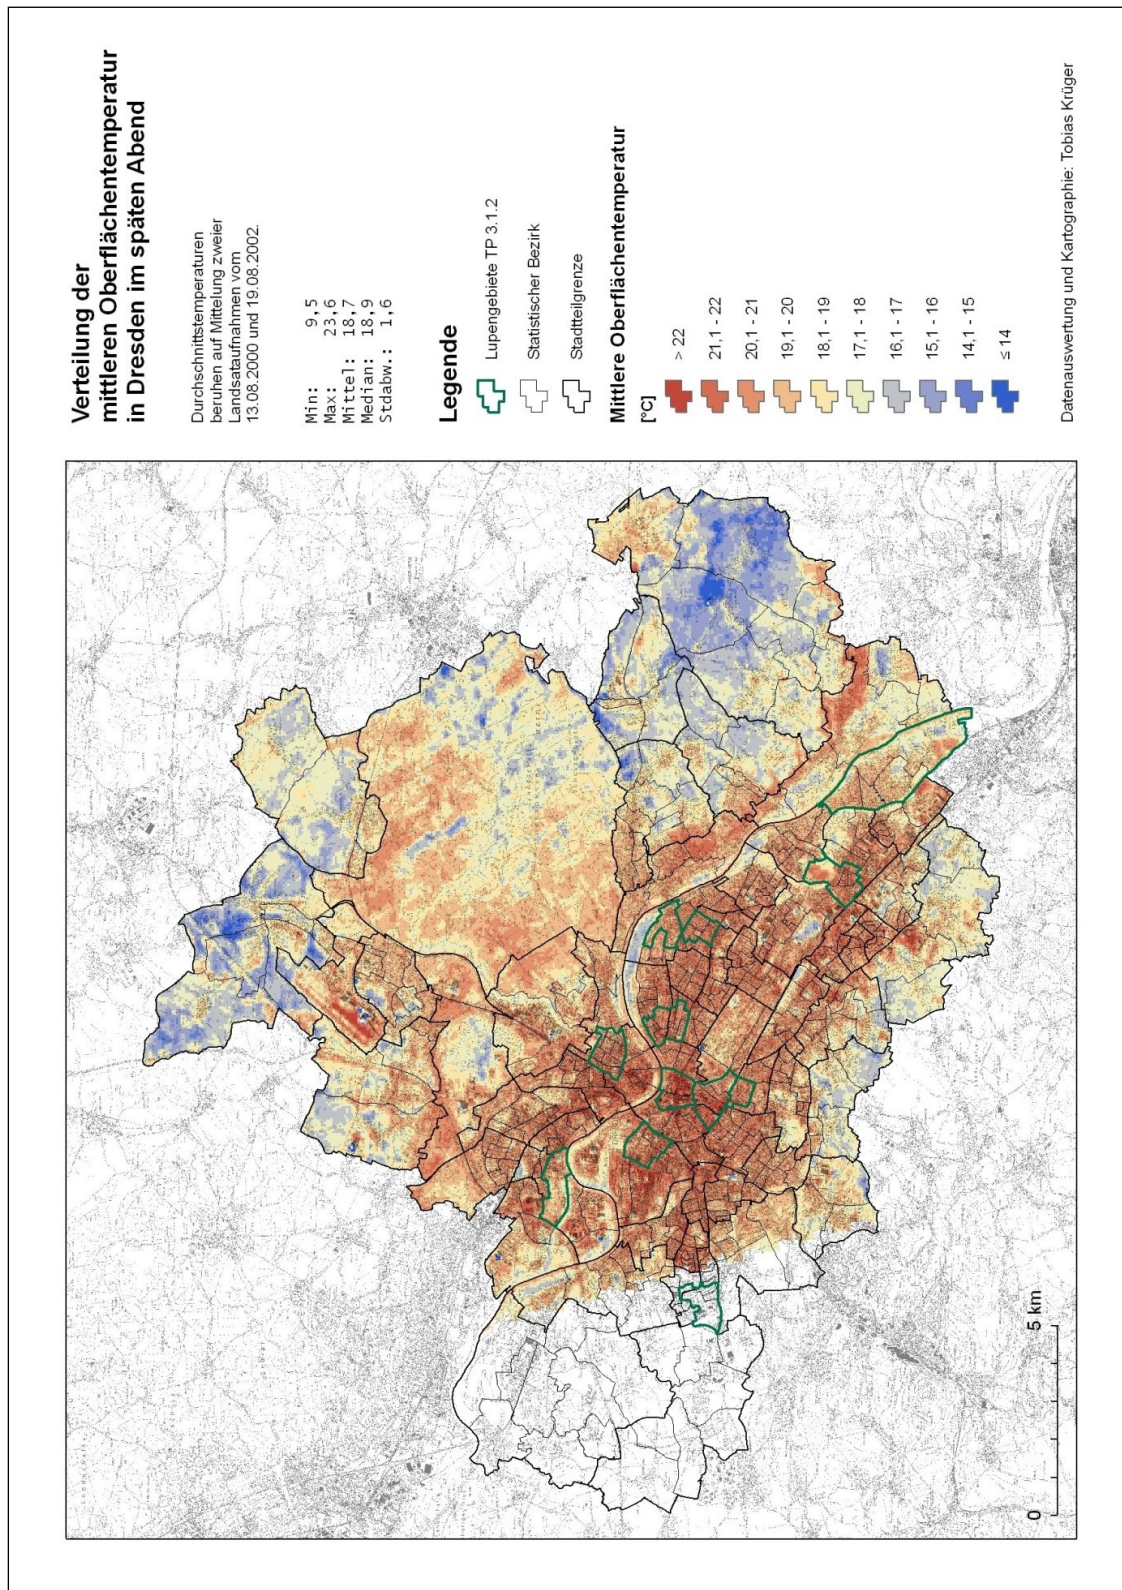 Verteilung der
mittleren Oberflächentemperatur
in Dresden im späten Abend
Durchschnittstemperaturen
beruhen auf Mittelung zweier
Landsataufnahmen vom
13.08.2000 und 19.08.2002.
Min: 9,5
Max: 23,6
Mittel: 18,7
Median: 18,9
Stdabw.: 1,6
Legende
Lupengebiete TP 3.1.2
Statistischer Bezirk
Stadtteilgrenze
Mittlere Oberflächentemperatur
[°C]
> 22
21,1 - 22
20,1 - 21
19,1 - 20
18,1 - 19
17,1 - 18
16,1 - 17
15,1 - 16
14,1 - 15
≤ 14
Datenauswertung und Kartographie: Tobias Krüger
0 5 km